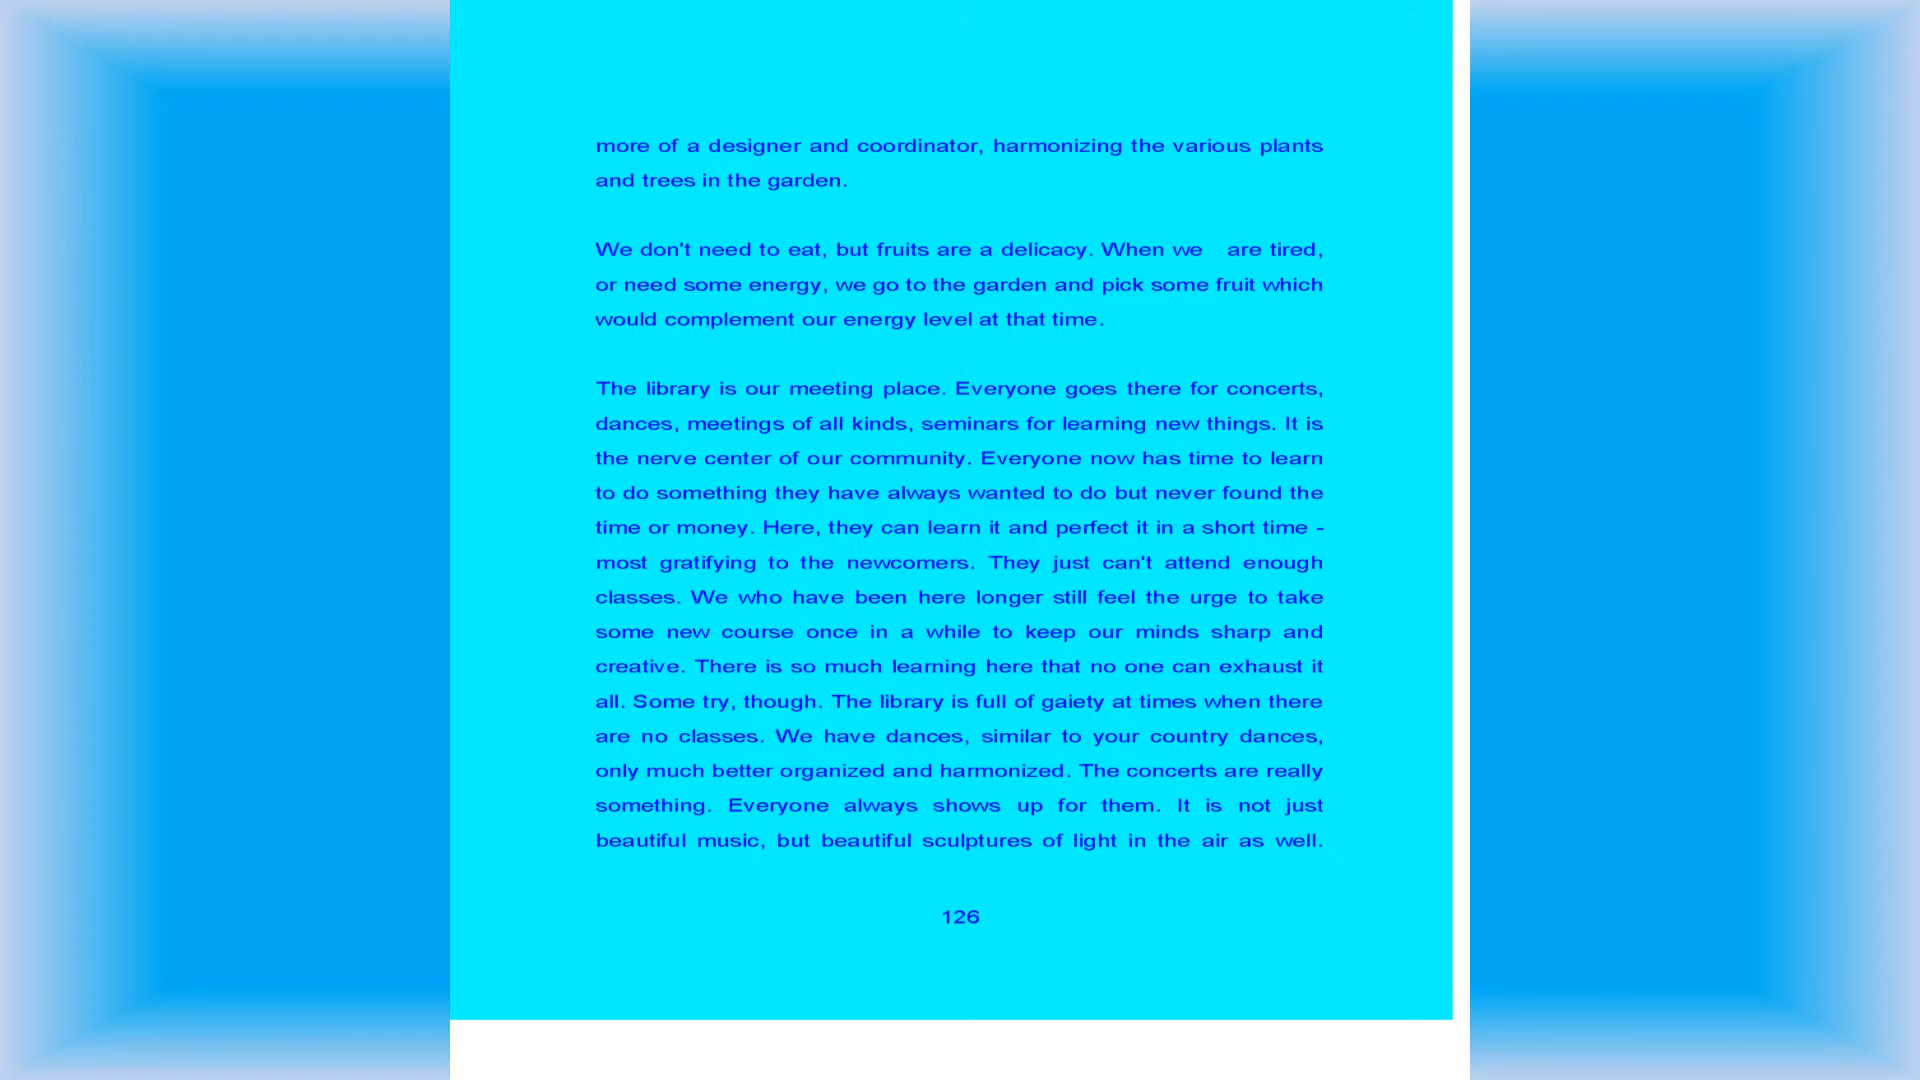 more of a designer and coordinator, harmonizing the various plants
and trees in the garden.
We don't need to eat, but fruits are a delicacy. When we are tired,
or need some energy, we go to the garden and pick some fruit which
would complement our energy level at that time.
The library is our meeting place. Everyone goes there for concerts,
dances, meetings of all kinds, seminars for learning new things. It is
the nerve center of our community. Everyone now has time to learn
to do something they have always wanted to do but never found the
time or money. Here, they can learn it and perfect it in a short time -
most gratifying to the newcomers. They just can't attend enough
classes. We who have been here longer still feel the urge to take
some new course once in a while to keep our minds sharp and
creative. There is so much learning here that no one can exhaust it
all. Some try, though. The library is full of gaiety at times when there
are no classes. We have dances, similar to your country dances,
only much better organized and harmonized. The concerts are really
something. Everyone always shows up for them. It is not just
beautiful music, but beautiful sculptures of light in the air as well.
126